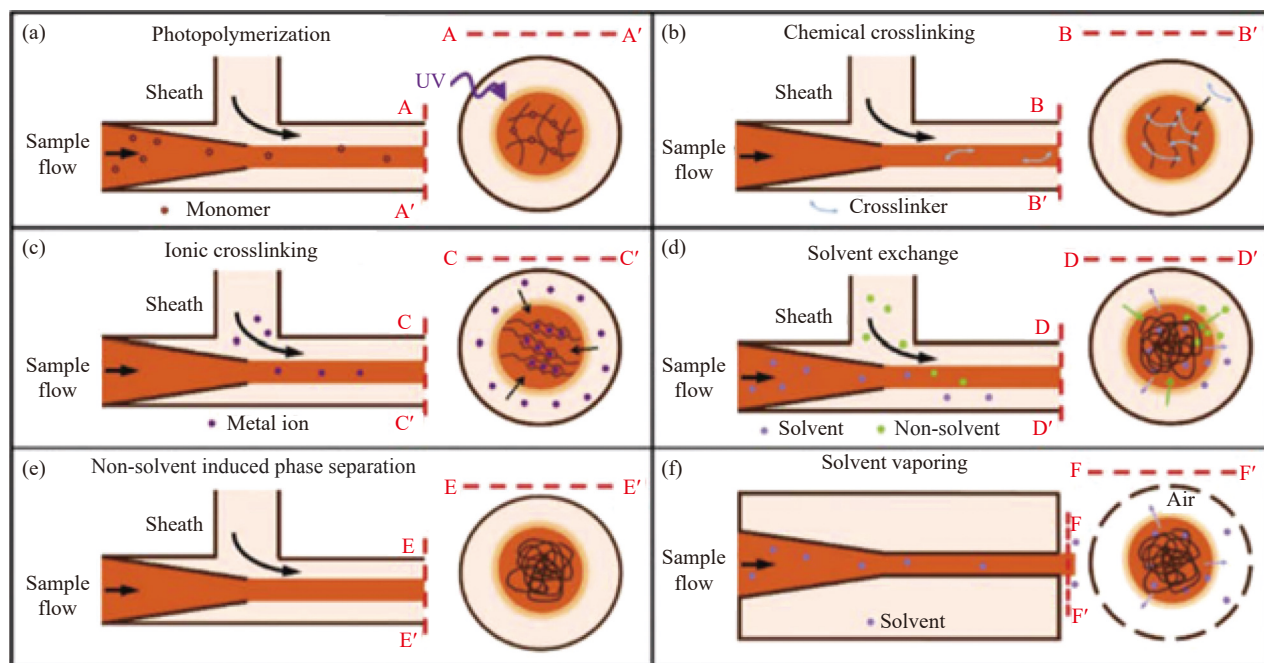 (a)
Photopolymerization
A A′
UV
Sheath
A
Sample
flow
Monomer
A′
(b)
Chemical crosslinking
B B′
Sheath
B
Sample
flow
Crosslinker
B′
(c)
Ionic crosslinking
C C′
Sheath
C
Sample
flow
Metal ion
C′
(d)
Solvent exchange
D D′
Sheath
D
Sample
flow
Solvent Non-solvent
D′
(e)
Non-solvent induced phase separation
E E′
Sheath
E
Sample
flow
E′
(f)
Solvent vaporing
F F′
Air
F
Sample
flow
F′
Solvent